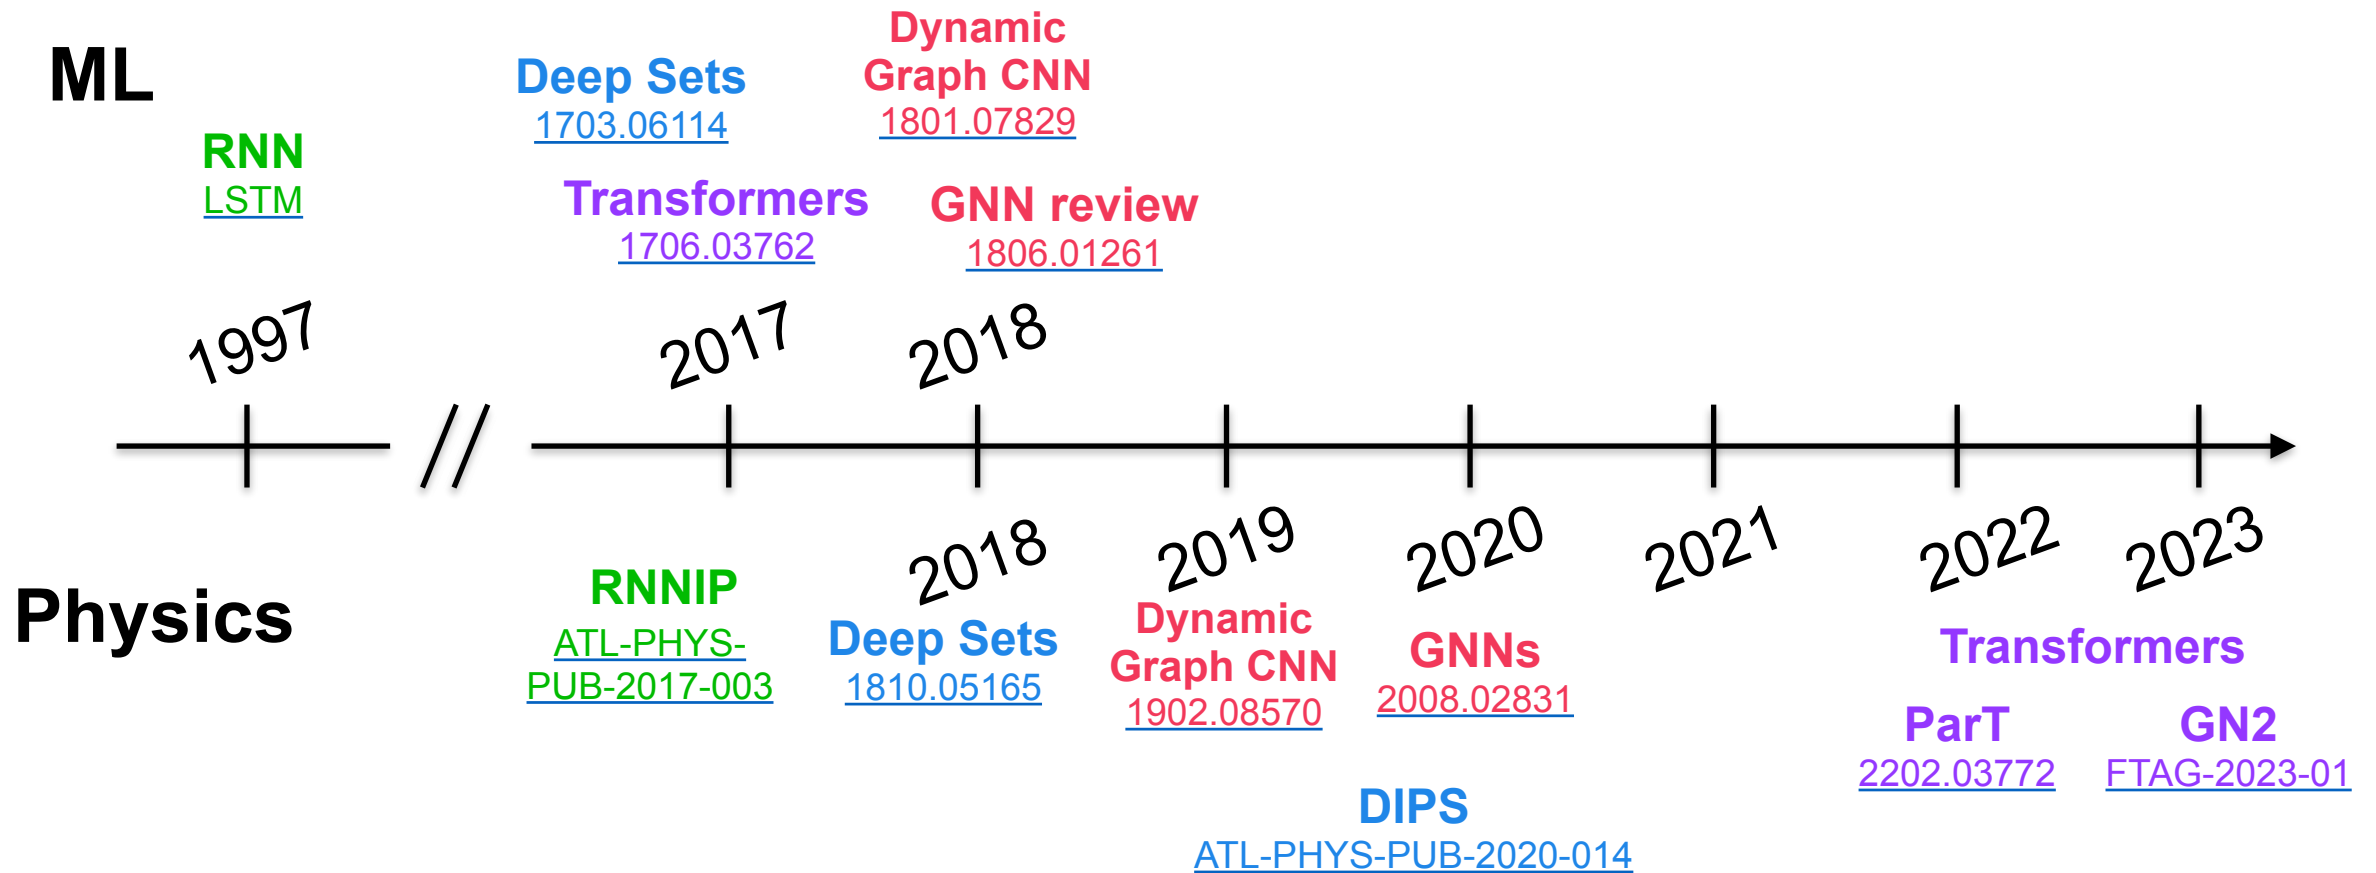 ML
RNN
LSTM
Deep Sets
1703.06114
Transformers
1706.03762
Dynamic
Graph CNN
1801.07829
GNN review
1806.01261
1997
2017
2018
2018
2019
2020
2021
2022
2023
Physics
RNNIP
ATL-PHYS-
PUB-2017-003
Deep Sets
1810.05165
Dynamic
Graph CNN
1902.08570
GNNs
2008.02831
DIPS
ATL-PHYS-PUB-2020-014
Transformers
ParT
2202.03772
GN2
FTAG-2023-01